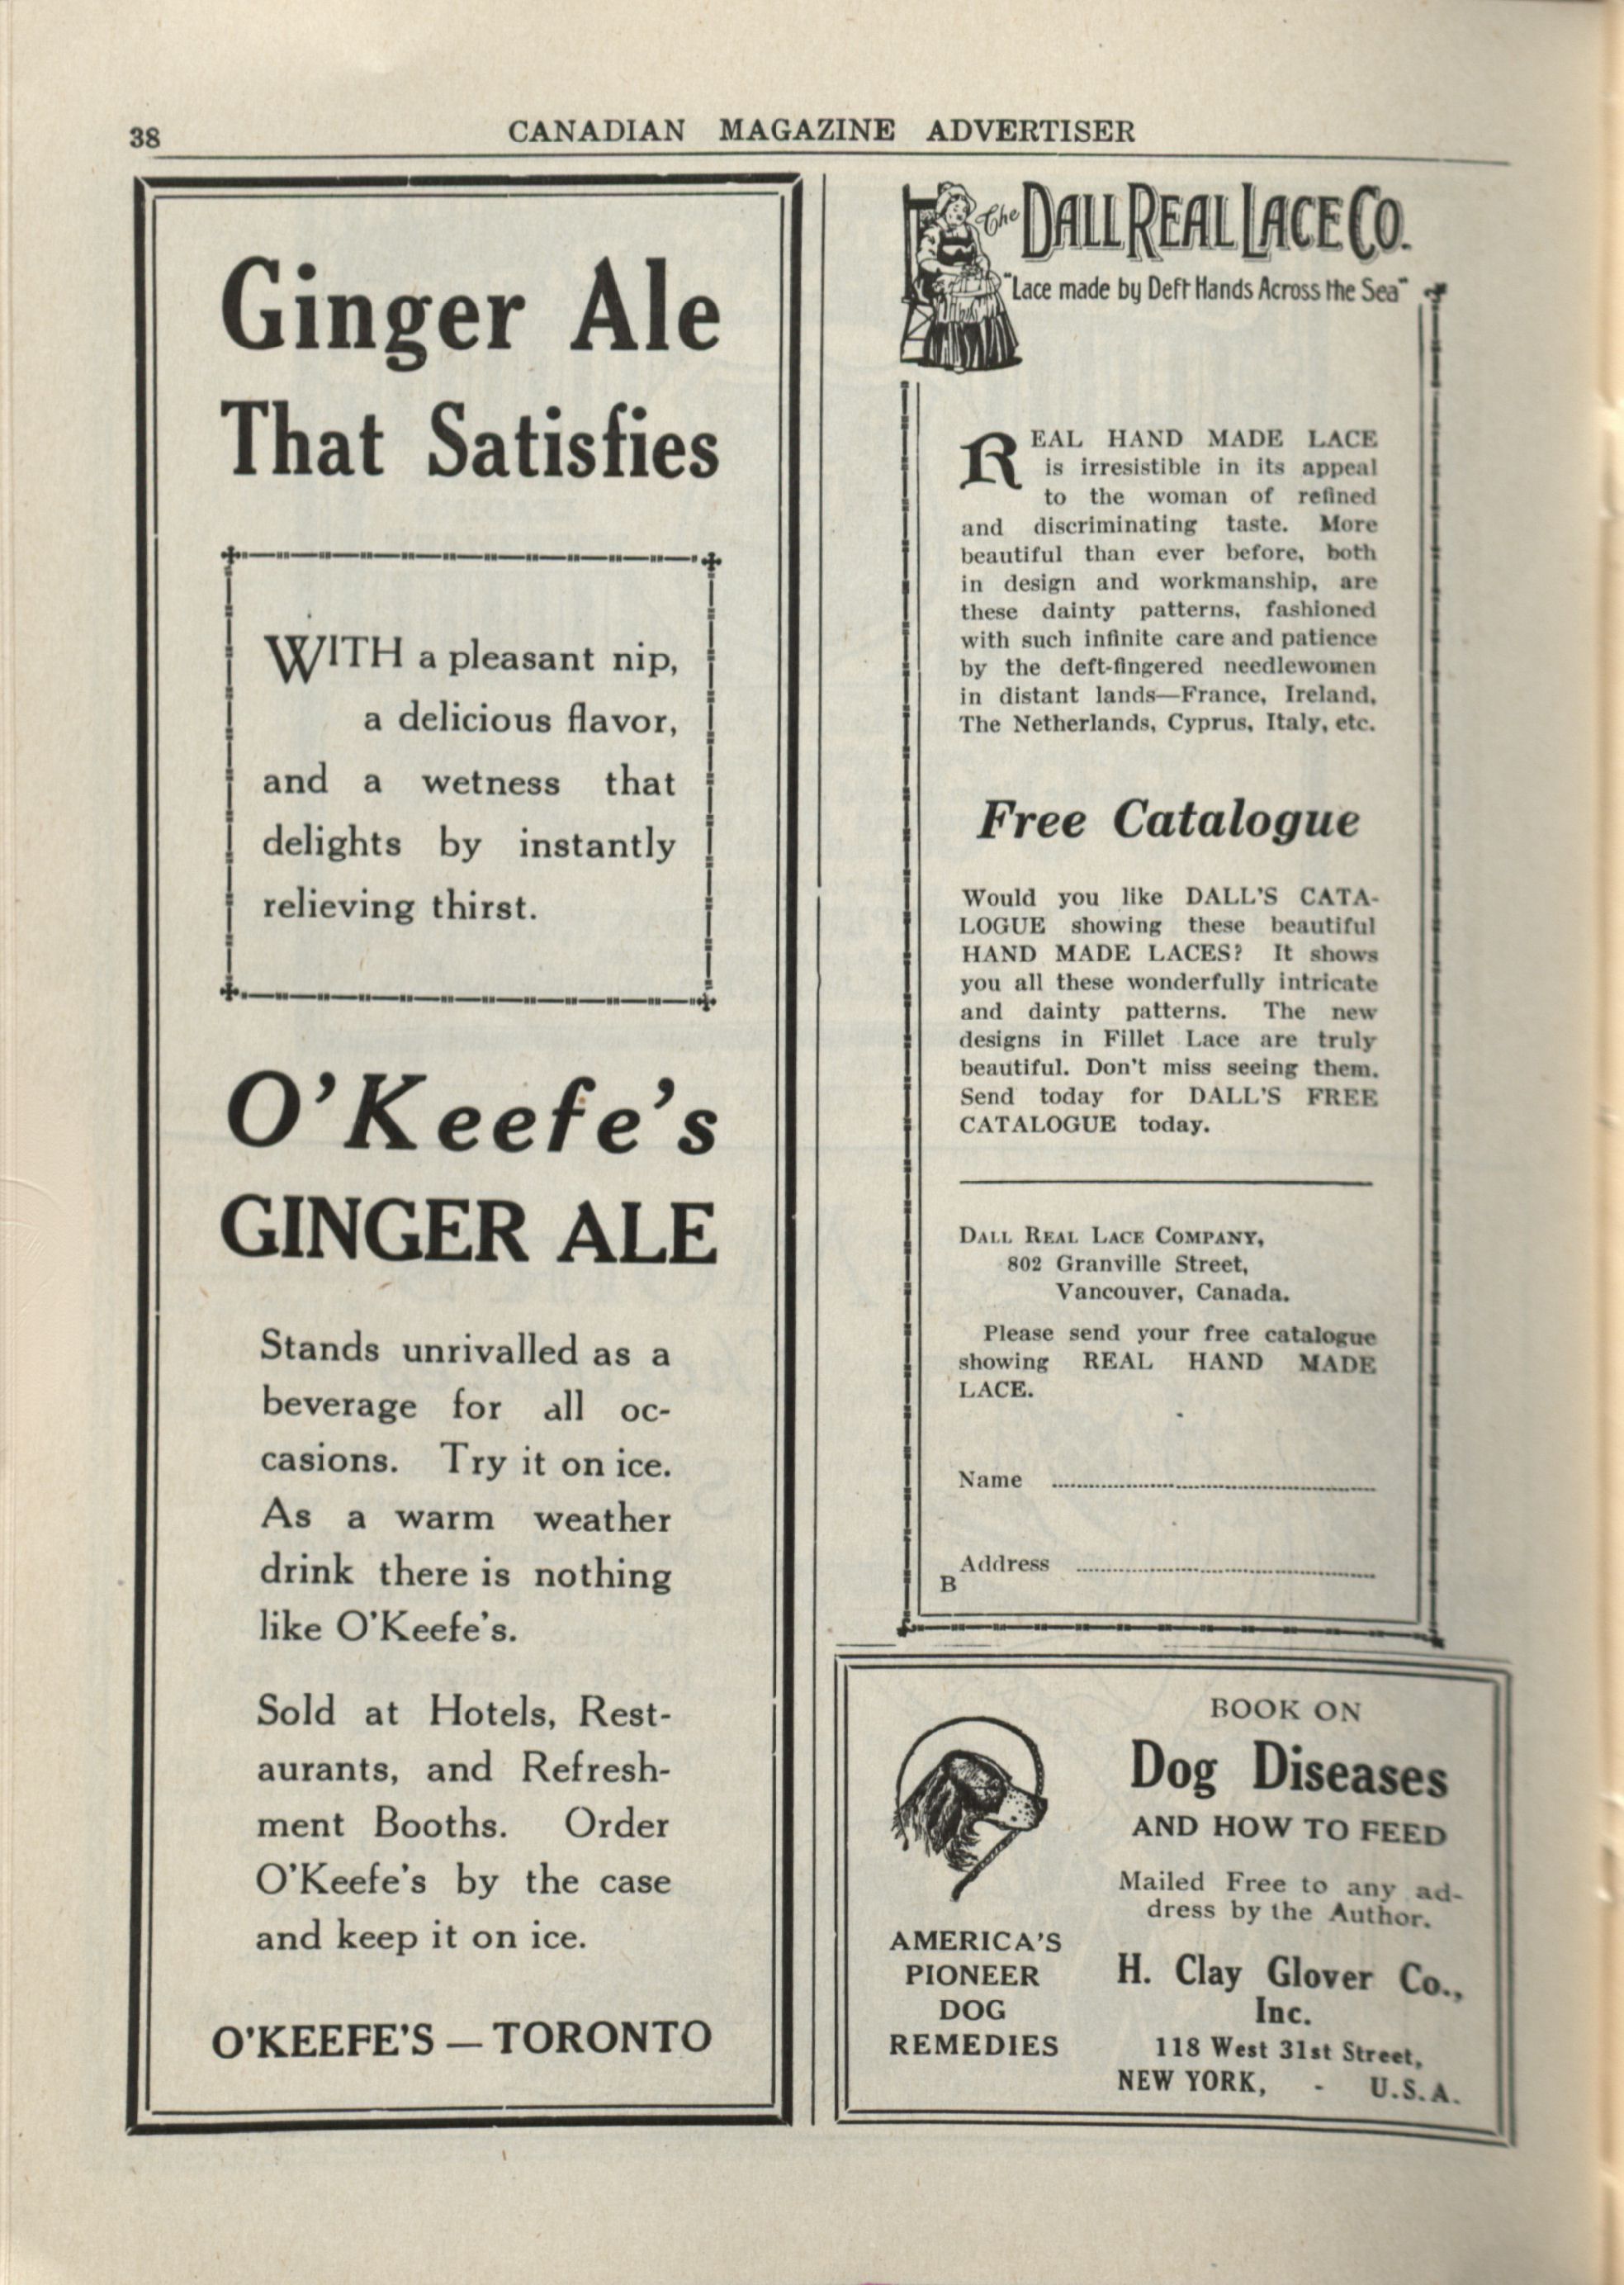 38
CANADIAN MAGAZINE ADVERTISER
Ginger Ale
That Satisfies
WITH a pleasant nip,
a delicious flavor,
and a wetness that
delights by instantly
relieving thirst.
O'Keefe's
GINGER ALE
Stands unrivalled as a
beverage for all oc-
casions. Try it on ice.
As a warm weather
drink there is nothing
like O'Keefe's.
Sold at Hotels, Rest-
aurants, and Refresh-
ment Booths. Order
O'Keefe's by the case
and keep it on ice.
O'KEEFE'S — TORONTO
The DALL REAL LACE CO.
"Lace made by Deft Hands Across the Sea"
REAL HAND MADE LACE
is irresistible in its appeal
to the woman of refined
and discriminating taste. More
beautiful than ever before, both
in design and workmanship, are
these dainty patterns, fashioned
with such infinite care and patience
by the deft-fingered needlewomen
in distant lands—France, Ireland,
The Netherlands, Cyprus, Italy, etc.
Free Catalogue
Would you like DALL'S CATA-
LOGUE showing these beautiful
HAND MADE LACES? It shows
you all these wonderfully intricate
and dainty patterns. The new
designs in Fillet Lace are truly
beautiful. Don't miss seeing them.
Send today for DALL'S FREE
CATALOGUE today.
DALL REAL LACE COMPANY,
802 Granville Street,
Vancouver, Canada.
Please send your free catalogue
showing REAL HAND MADE
LACE.
Name
Address
B
AMERICA'S
PIONEER
DOG
REMEDIES
BOOK ON
Dog Diseases
AND HOW TO FEED
Mailed Free to any ad-
dress by the Author.
H. Clay Glover Co.,
Inc.
118 West 31st Street,
NEW YORK, - U.S.A.